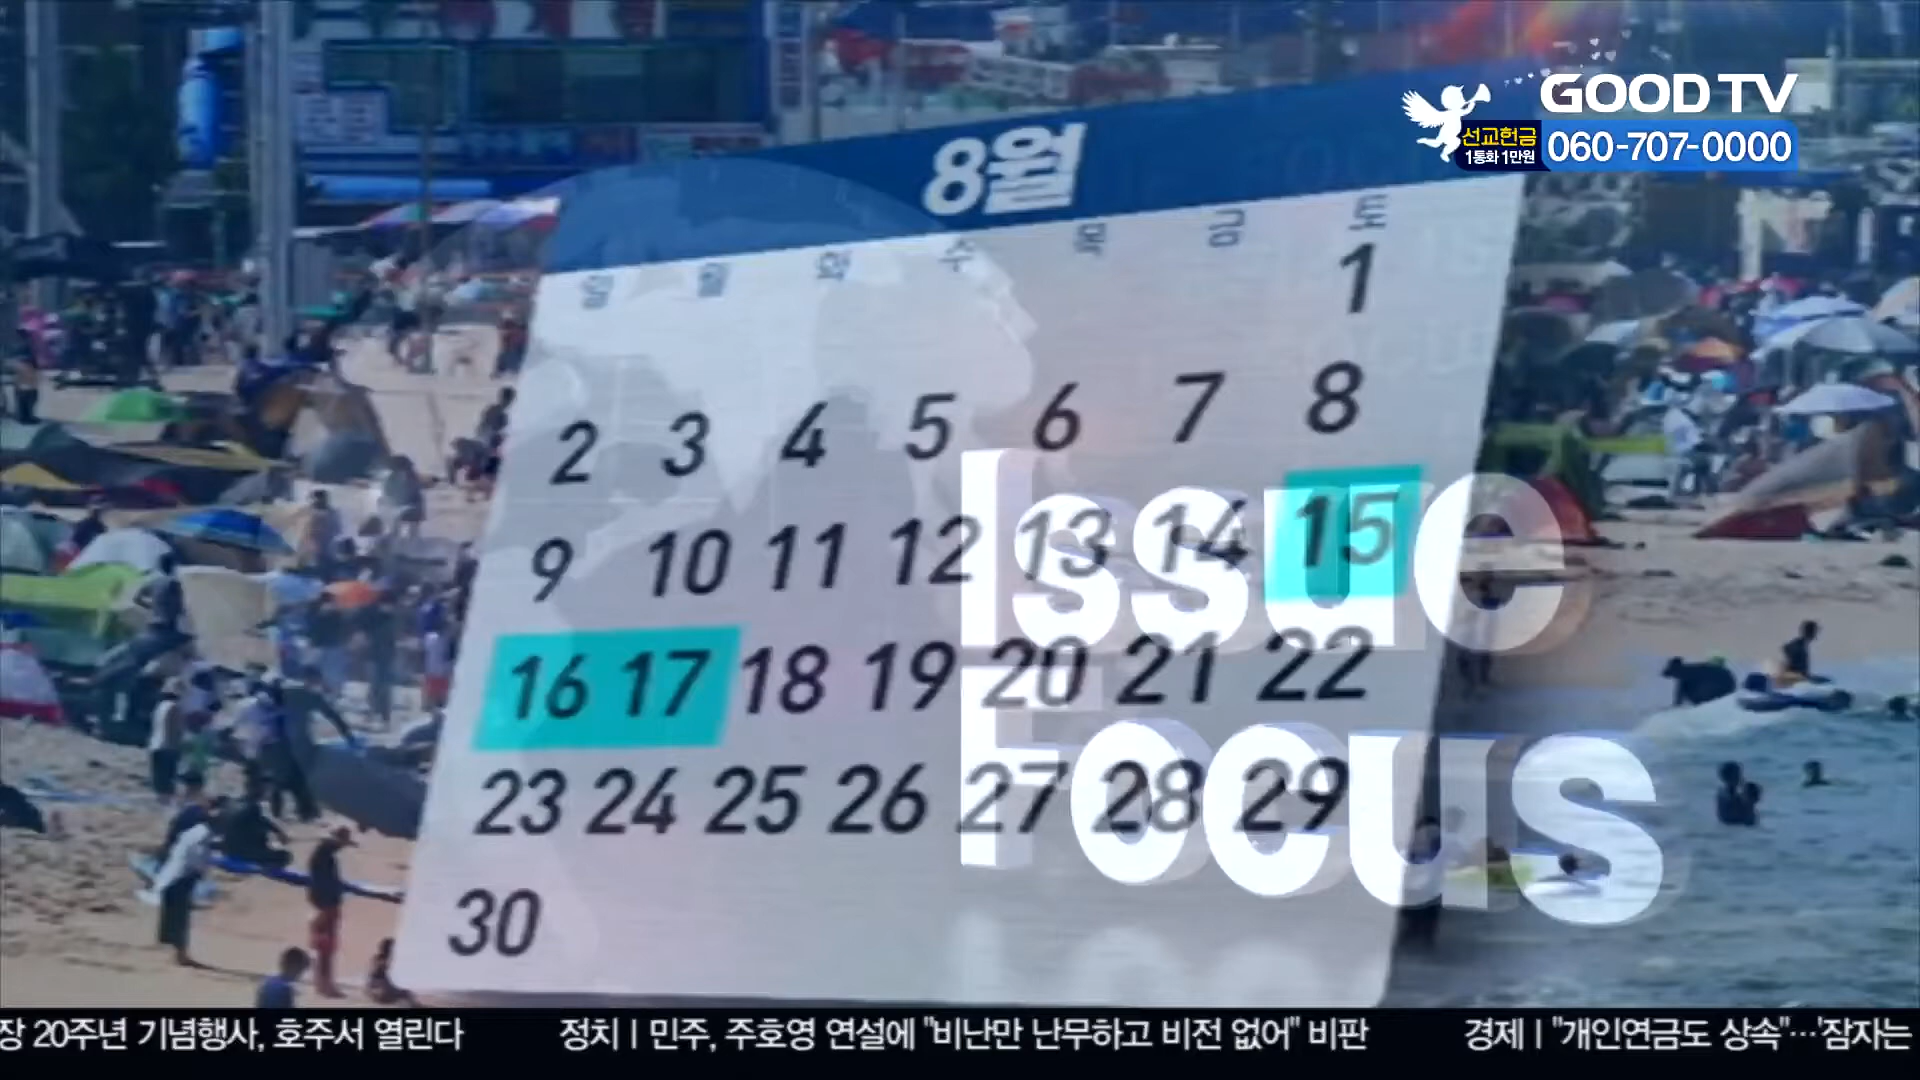 GOOD TV
선교헌금
1통화 1만원
060-707-0000
8월
일 월 화 수 목 금 토
1
2 3 4 5 6 7 8
9 10 11 12 13 14 15
16 17 18 19 20 21 22
23 24 25 26 27 28 29
30
Issue
Focus
장 20주년 기념행사, 호주서 열린다 정치 | 민주, 주호영 연설에 "비난만 난무하고 비전 없어" 비판 경제 | "개인연금도 상속"…'잠자는